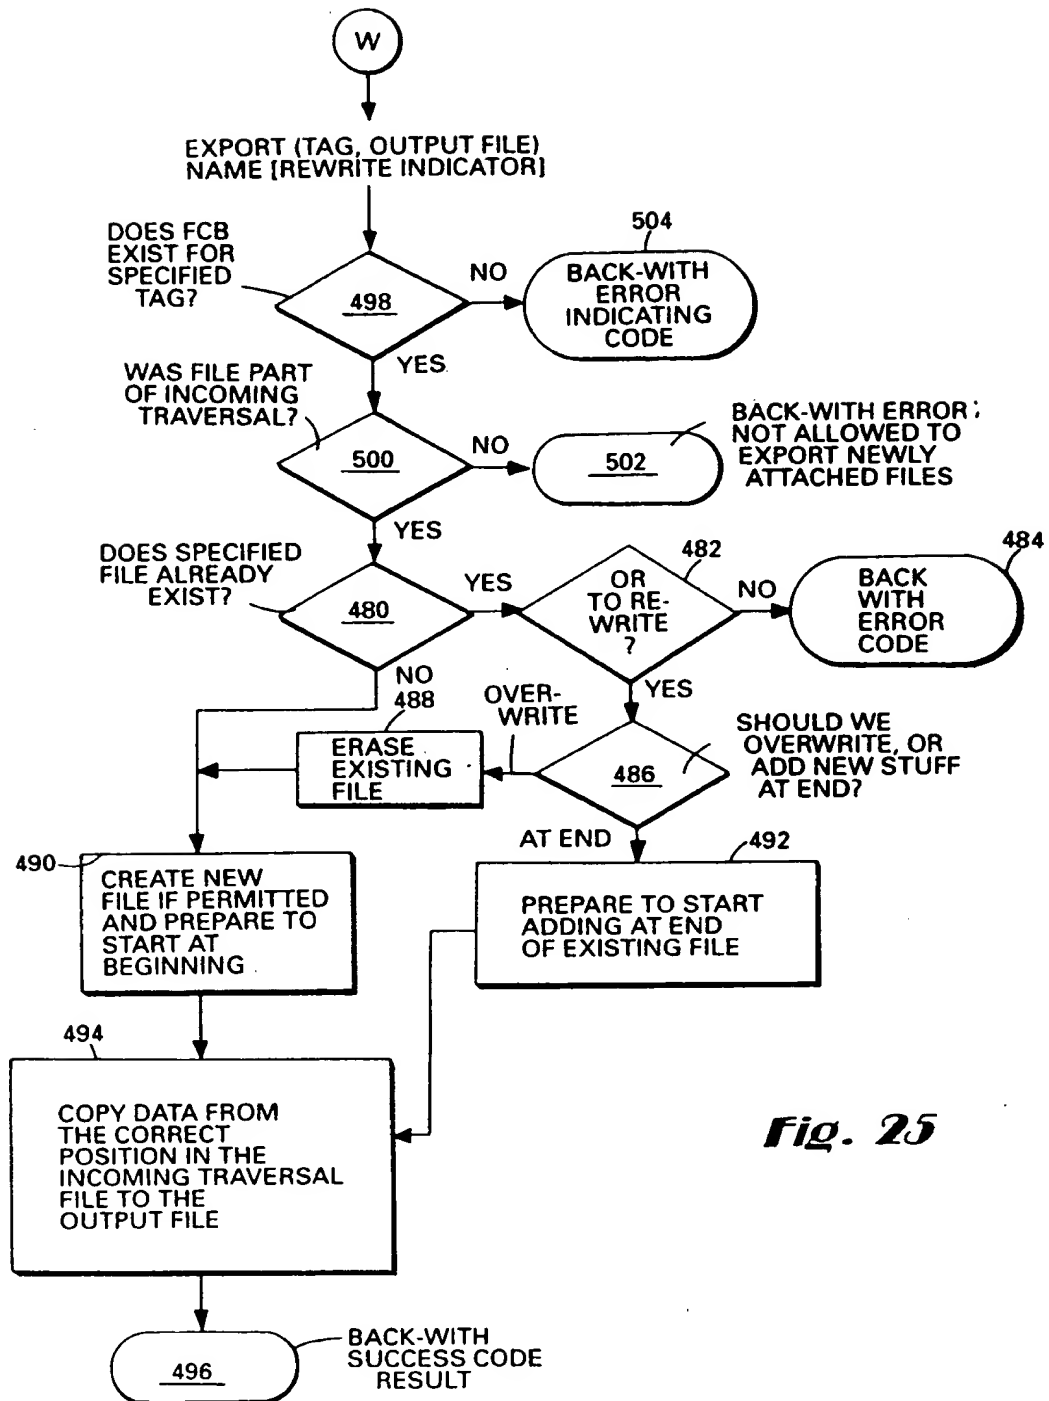 W
EXPORT (TAG, OUTPUT FILE)
NAME [REWRITE INDICATOR]
DOES FCB
EXIST FOR
SPECIFIED
TAG?
498
NO
504
BACK-WITH
ERROR
INDICATING
CODE
YES
WAS FILE PART
OF INCOMING
TRAVERSAL?
500
NO
502
BACK-WITH ERROR:
NOT ALLOWED TO
EXPORT NEWLY
ATTACHED FILES
YES
DOES SPECIFIED
FILE ALREADY
EXIST?
480
YES
482
OR
TO RE-
WRITE
?
NO
484
BACK
WITH
ERROR
CODE
NO
YES
488
ERASE
EXISTING
FILE
OVER-
WRITE
486
SHOULD WE
OVERWRITE, OR
ADD NEW STUFF
AT END?
AT END
490
CREATE NEW
FILE IF PERMITTED
AND PREPARE TO
START AT
BEGINNING
492
PREPARE TO START
ADDING AT END
OF EXISTING FILE
494
COPY DATA FROM
THE CORRECT
POSITION IN THE
INCOMING TRAVERSAL
FILE TO THE
OUTPUT FILE
Fig. 25
496
BACK-WITH
SUCCESS CODE
RESULT